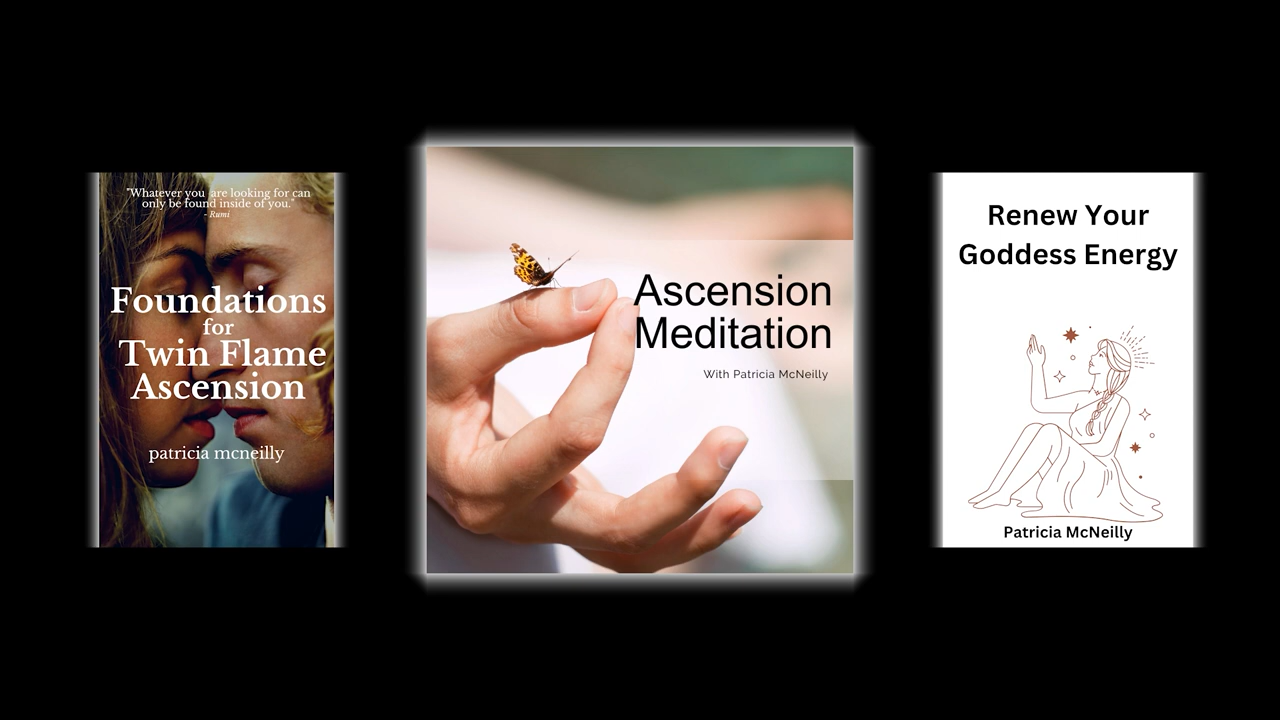 "Whatever you are looking for can
only be found inside of you."
- Rumi
Foundations
for
Twin Flame
Ascension
patricia mcneilly
Ascension
Meditation
With Patricia McNeilly
Renew Your
Goddess Energy
Patricia McNeilly